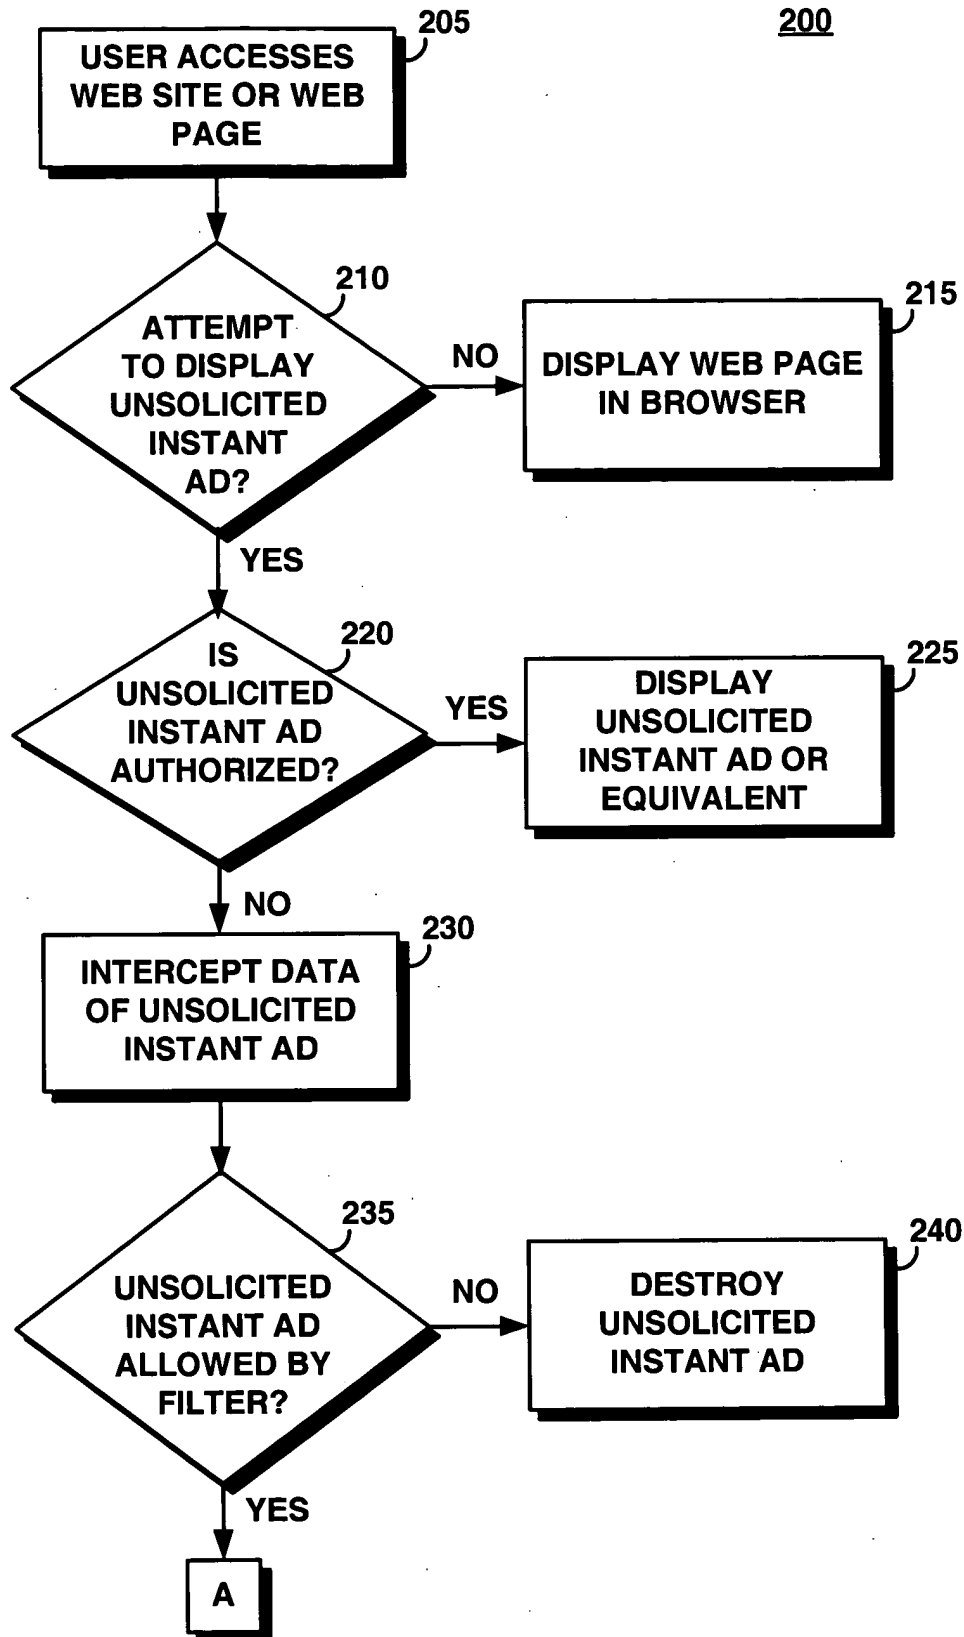 200
205
USER ACCESSES
WEB SITE OR WEB
PAGE
210
ATTEMPT
TO DISPLAY
UNSOLICITED
INSTANT
AD?
NO
215
DISPLAY WEB PAGE
IN BROWSER
YES
220
IS
UNSOLICITED
INSTANT AD
AUTHORIZED?
YES
225
DISPLAY
UNSOLICITED
INSTANT AD OR
EQUIVALENT
NO
230
INTERCEPT DATA
OF UNSOLICITED
INSTANT AD
235
UNSOLICITED
INSTANT AD
ALLOWED BY
FILTER?
NO
240
DESTROY
UNSOLICITED
INSTANT AD
YES
A